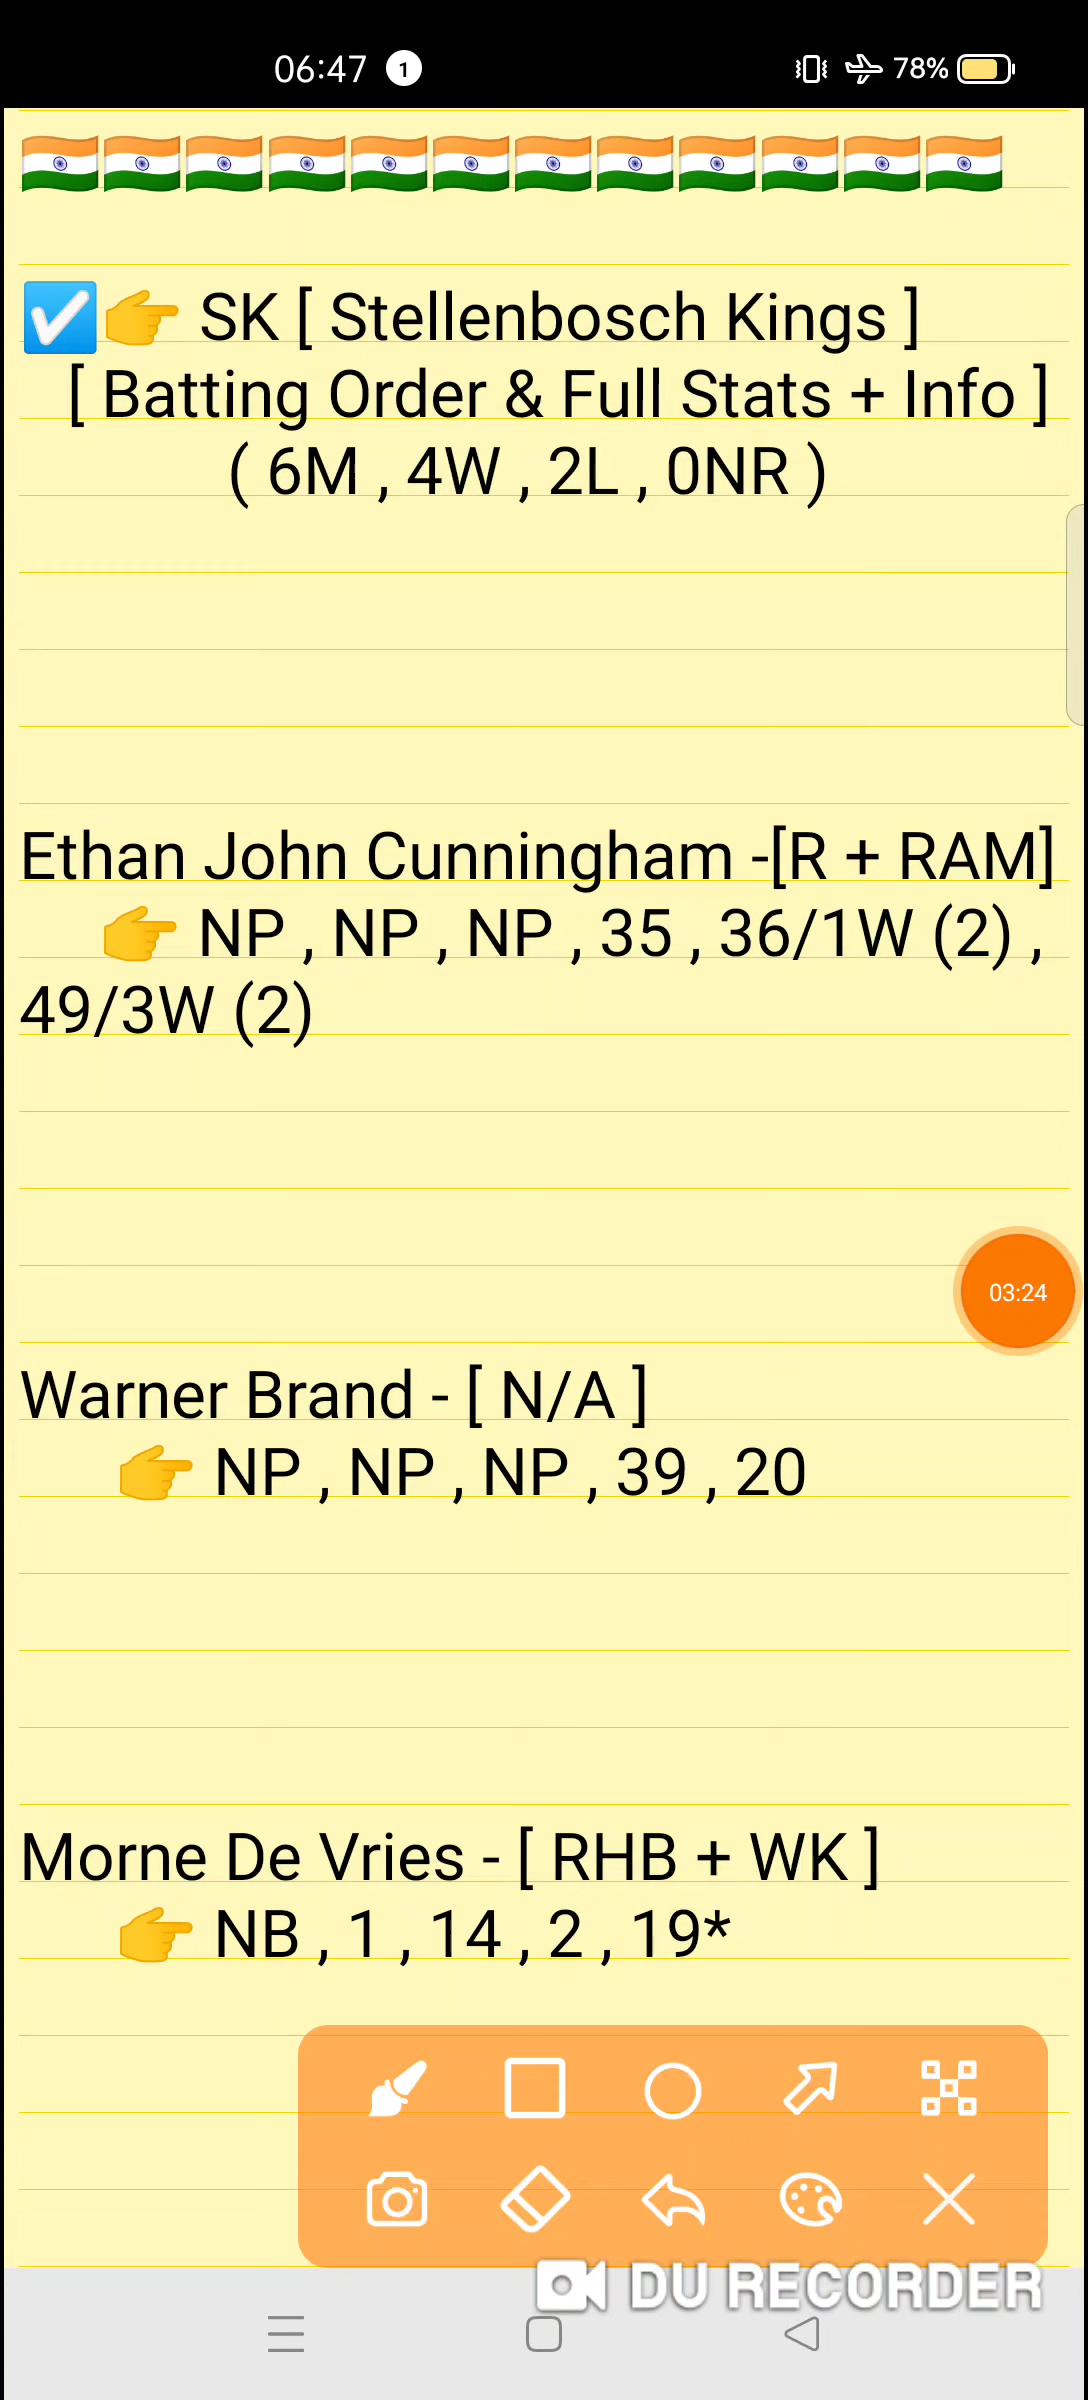 06:47 1 78%
🇮🇳🇮🇳🇮🇳🇮🇳🇮🇳🇮🇳🇮🇳🇮🇳🇮🇳🇮🇳🇮🇳🇮🇳
☑👉 SK [ Stellenbosch Kings ]
[ Batting Order & Full Stats + Info ]
( 6M , 4W , 2L , 0NR )
Ethan John Cunningham -[R + RAM]
👉 NP , NP , NP , 35 , 36/1W (2) ,
49/3W (2)
03:24
Warner Brand - [ N/A ]
👉 NP , NP , NP , 39 , 20
Morne De Vries - [ RHB + WK ]
👉 NB , 1 , 14 , 2 , 19*
DU RECORDER